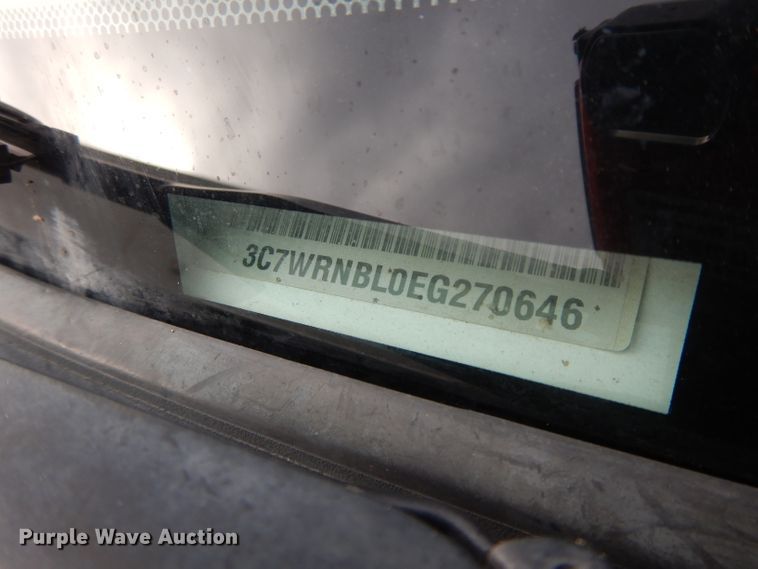 3C7WRNBL0EG270646
Purple Wave Auction